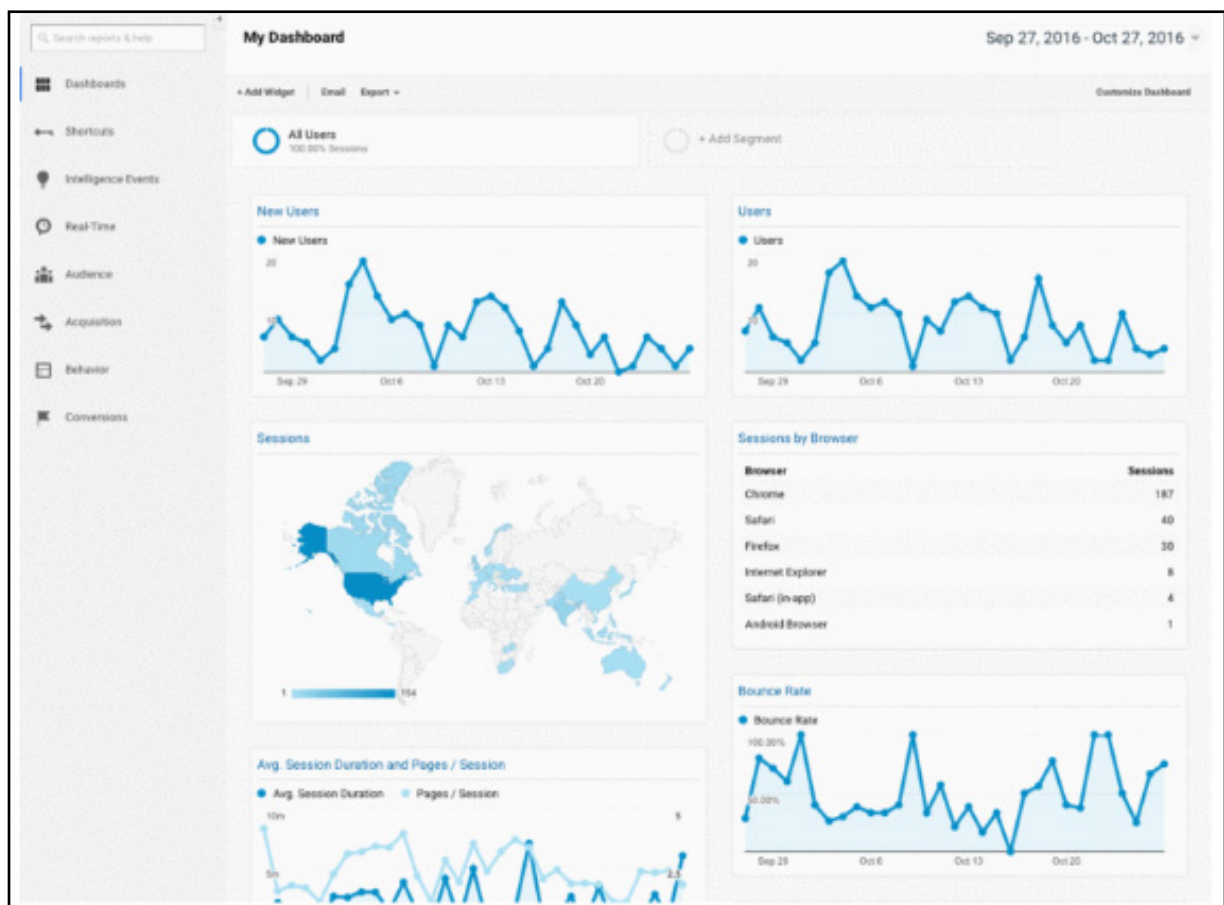 Search reports & help
My Dashboard
Sep 27, 2016 - Oct 27, 2016
Dashboards
Shortcuts
Intelligence Events
Real-Time
Audience
Acquisition
Behavior
Conversions
+ Add Widget Email Export
Customize Dashboard
All Users
100.00% Sessions
+ Add Segment
New Users
New Users
20
10
Sep 29 Oct 6 Oct 13 Oct 20
Users
Users
20
10
Sep 29 Oct 6 Oct 13 Oct 20
Sessions
1 154
Sessions by Browser
Browser Sessions
Chrome 187
Safari 40
Firefox 30
Internet Explorer 8
Safari (in-app) 4
Android Browser 1
Bounce Rate
Bounce Rate
100.00%
50.00%
Sep 29 Oct 6 Oct 13 Oct 20
Avg. Session Duration and Pages / Session
Avg. Session Duration Pages / Session
10m 5
5m 2.5